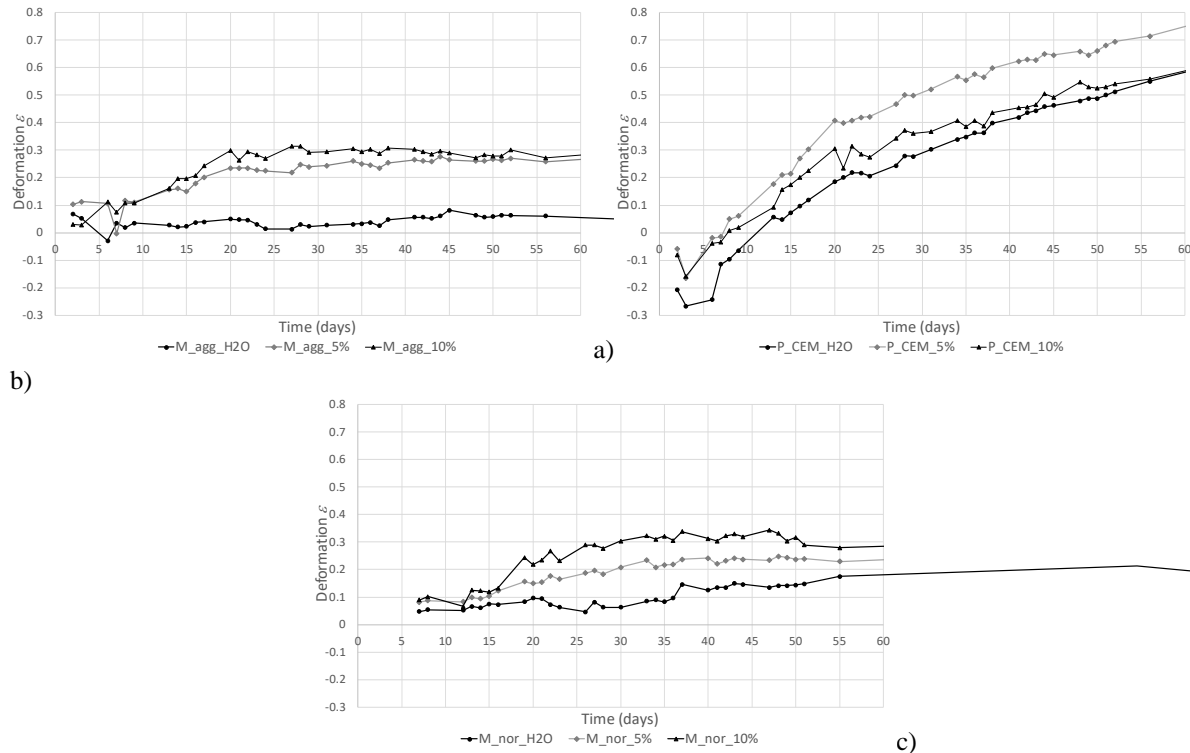 0.8
0.7
0.6
0.5
0.4
0.3
0.2
0.1
0
-0.1
-0.2
-0.3
0 5 10 15 20 25 30 35 40 45 50 55 60
Deformation ε
Time (days)
M_agg_H2O M_agg_5% M_agg_10%
a)
0.8
0.7
0.6
0.5
0.4
0.3
0.2
0.1
0
-0.1
-0.2
-0.3
0 5 10 15 20 25 30 35 40 45 50 55 60
Deformation ε
Time (days)
P_CEM_H2O P_CEM_5% P_CEM_10%
b)
0.8
0.7
0.6
0.5
0.4
0.3
0.2
0.1
0
-0.1
-0.2
-0.3
0 5 10 15 20 25 30 35 40 45 50 55 60
Deformation ε
Time (days)
M_nor_H2O M_nor_5% M_nor_10%
c)